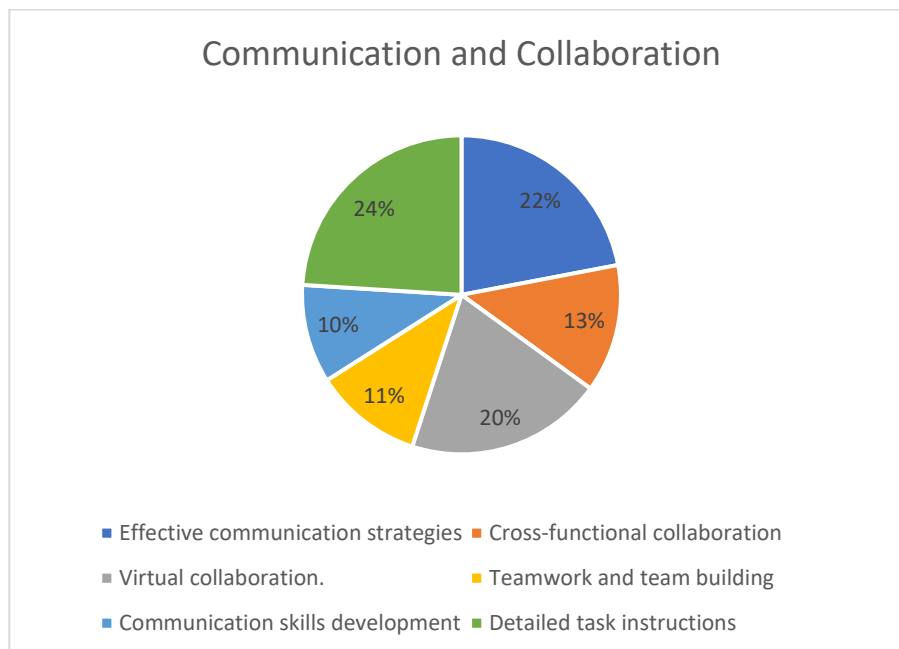 Communication and Collaboration
22%
24%
13%
10%
11%
20%
Effective communication strategies
Cross-functional collaboration
Virtual collaboration.
Teamwork and team building
Communication skills development
Detailed task instructions